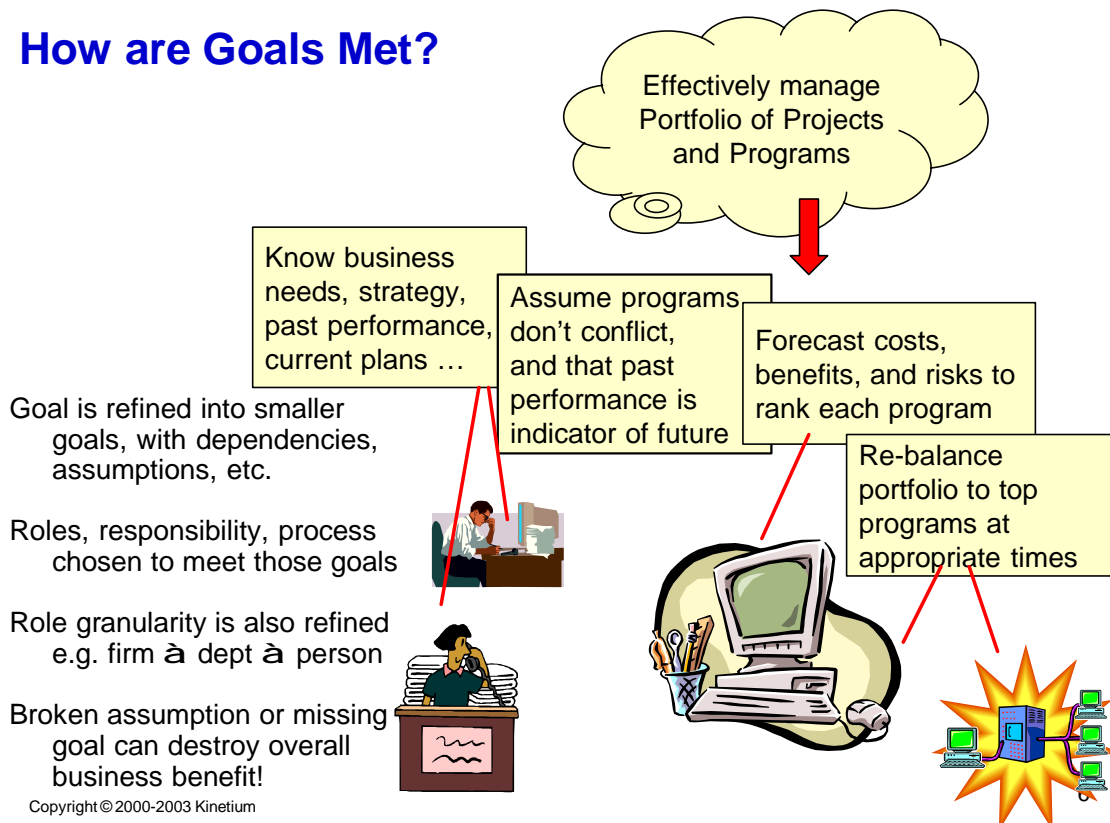 How are Goals Met?
Effectively manage
Portfolio of Projects
and Programs
Know business
needs, strategy,
past performance,
current plans …
Assume programs
don’t conflict,
and that past
performance is
indicator of future
Forecast costs,
benefits, and risks to
rank each program
Re-balance
portfolio to top
programs at
appropriate times
Goal is refined into smaller
goals, with dependencies,
assumptions, etc.
Roles, responsibility, process
chosen to meet those goals
Role granularity is also refined
e.g. firm à dept à person
Broken assumption or missing
goal can destroy overall
business benefit!
Copyright © 2000-2003 Kinetium